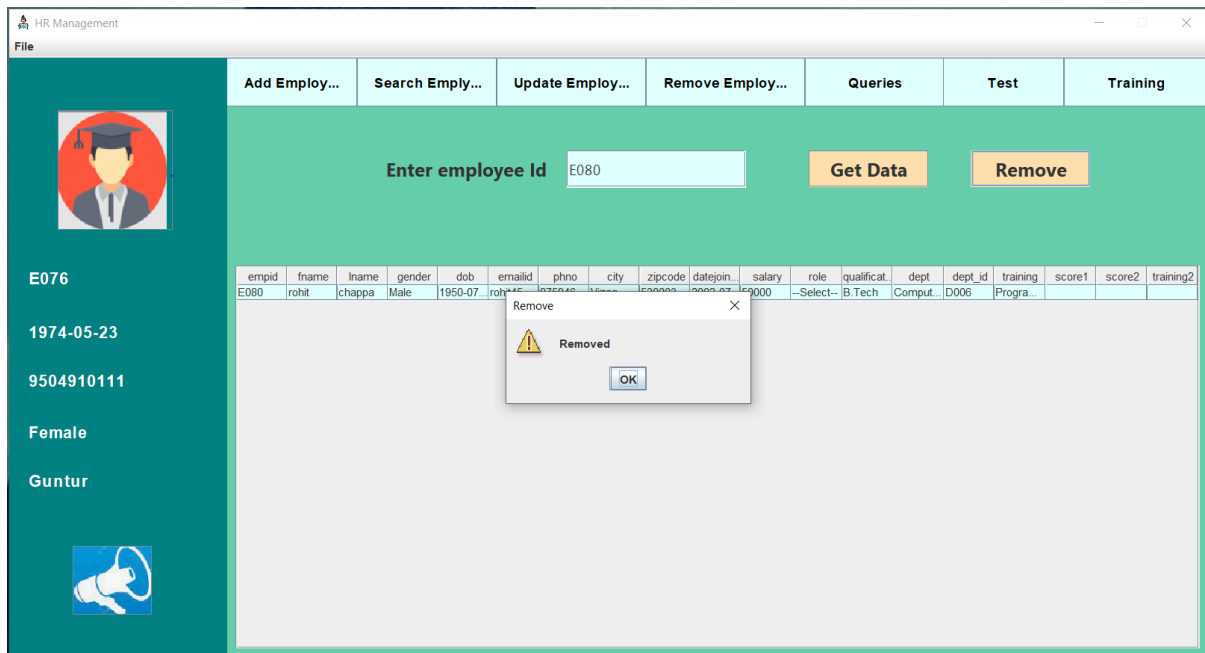 HR Management
File
Add Employ... Search Emply... Update Employ... Remove Employ... Queries Test Training
Enter employee Id E080 Get Data Remove
E076
1974-05-23
9504910111
Female
Guntur
empid fname lname gender dob emailid phno city zipcode datejoin... salary role qualificat... dept dept_id training score1 score2 training2
E080 rohit chappa Male 1950-07... 50000 --Select-- B.Tech Comput... D006 Progra...
Remove
Removed
OK